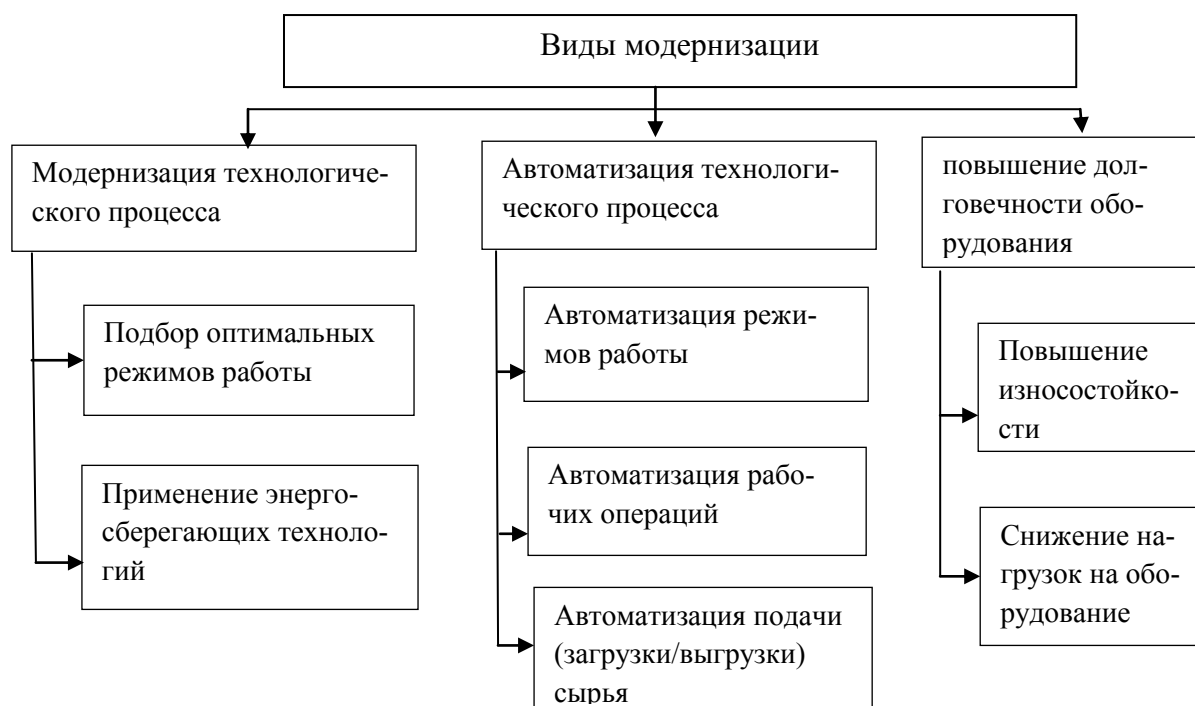 Виды модернизации
Модернизация технологиче-
ского процесса
Подбор оптимальных
режимов работы
Применение энерго-
сберегающих техноло-
гий
Автоматизация технологи-
ческого процесса
Автоматизация режи-
мов работы
Автоматизация рабо-
чих операций
Автоматизация подачи
(загрузки/выгрузки)
сырья
повышение дол-
говечности обо-
рудования
Повышение
износостойко-
сти
Снижение на-
грузок на обо-
рудование